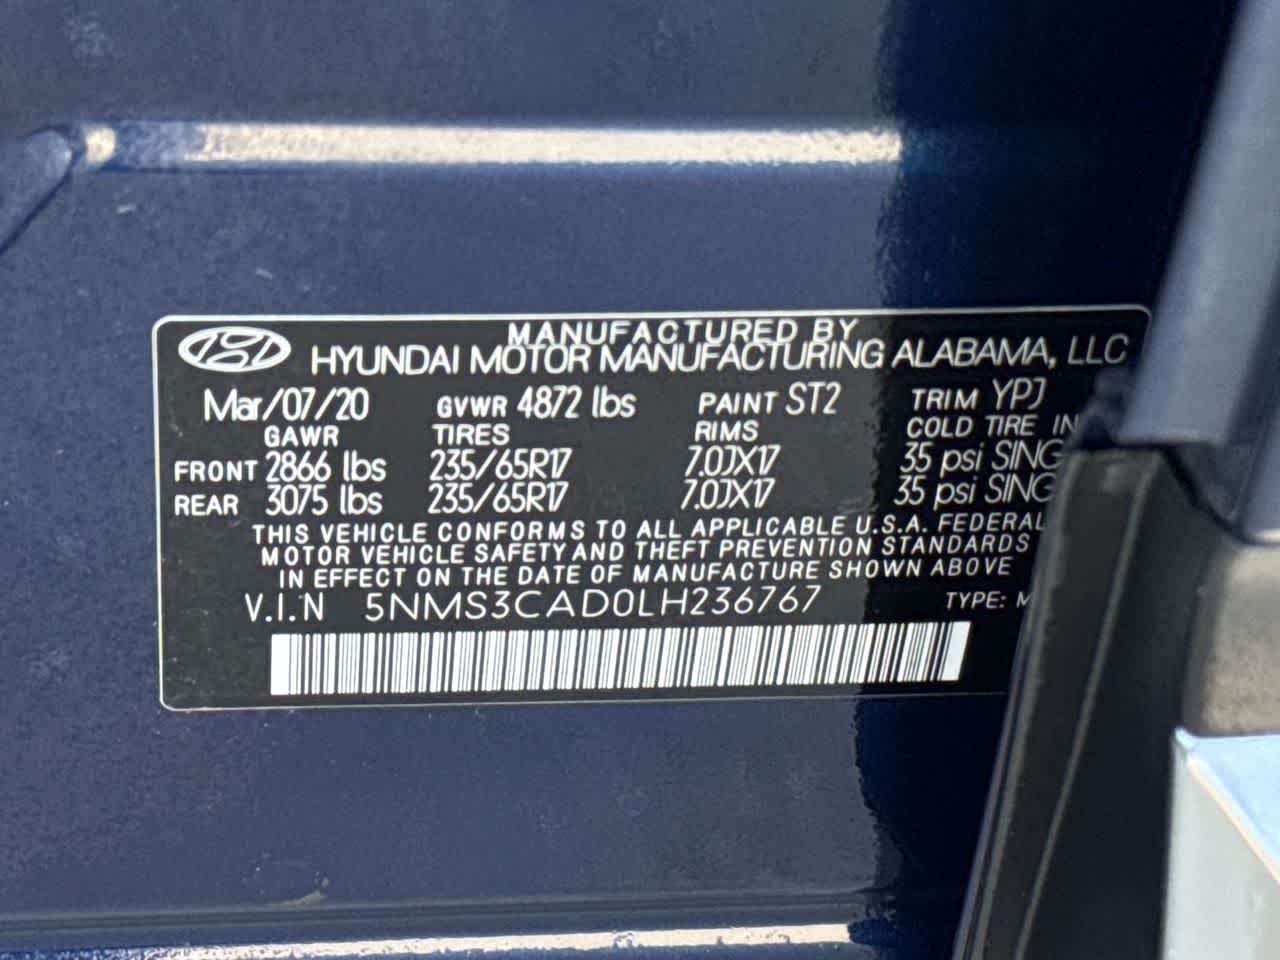 MANUFACTURED BY
HYUNDAI MOTOR MANUFACTURING ALABAMA, LLC
Mar/07/20 GVWR 4872 lbs PAINT ST2 TRIM YPJ
GAWR TIRES RIMS COLD TIRE
FRONT 2866 lbs 235/65R17 7.0JX17 35 psi
REAR 3075 lbs 235/65R17 7.0JX17 35 psi
THIS VEHICLE CONFORMS TO ALL APPLICABLE U.S.A. FEDERAL
MOTOR VEHICLE SAFETY AND THEFT PREVENTION STANDARDS
IN EFFECT ON THE DATE OF MANUFACTURE SHOWN ABOVE
V.I.N 5NMS3CAD0LH236767 TYPE: